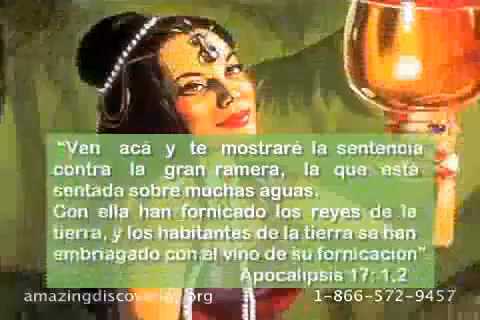 "Ven acá y te mostraré la sentencia
contra la gran ramera, la que está
sentada sobre muchas aguas.
Con ella han fornicado los reyes de la
tierra, y los habitantes de la tierra se han
embriagado con el vino de su fornicación"
Apocalipsis 17: 1,2
amazingdiscoveries.org 1-866-572-9457